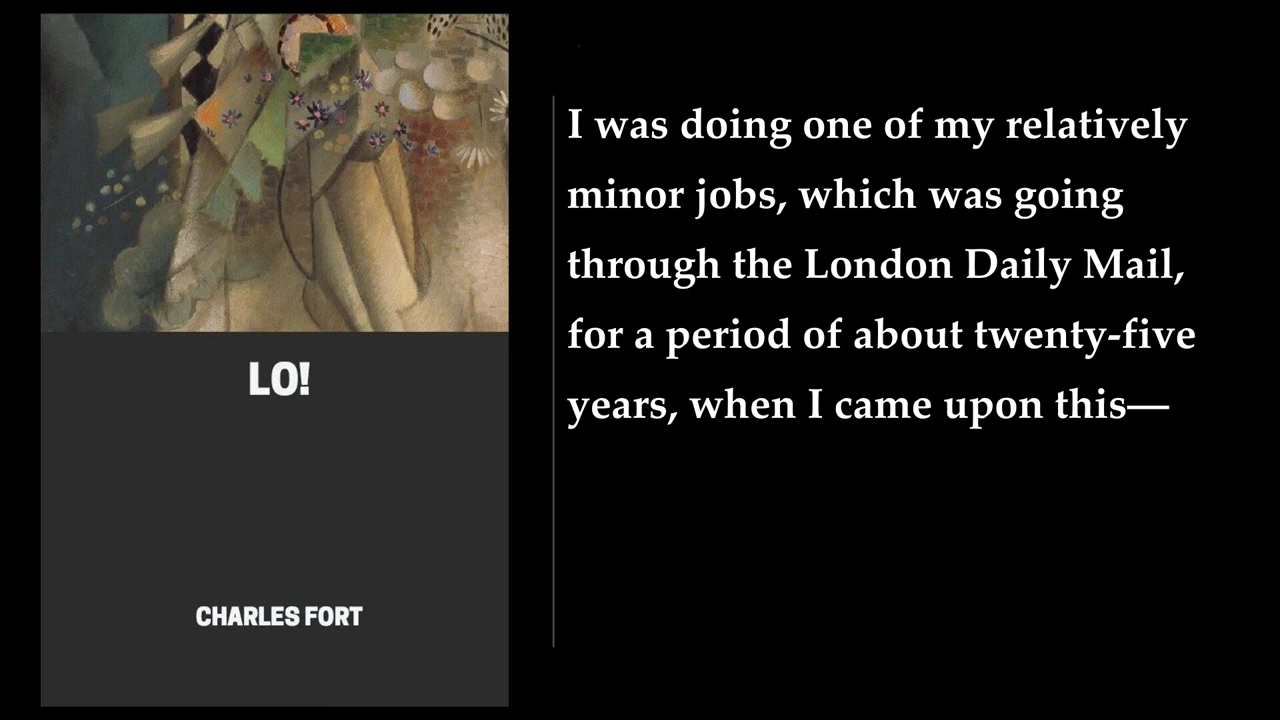 LO!
CHARLES FORT
I was doing one of my relatively
minor jobs, which was going
through the London Daily Mail,
for a period of about twenty-five
years, when I came upon this—